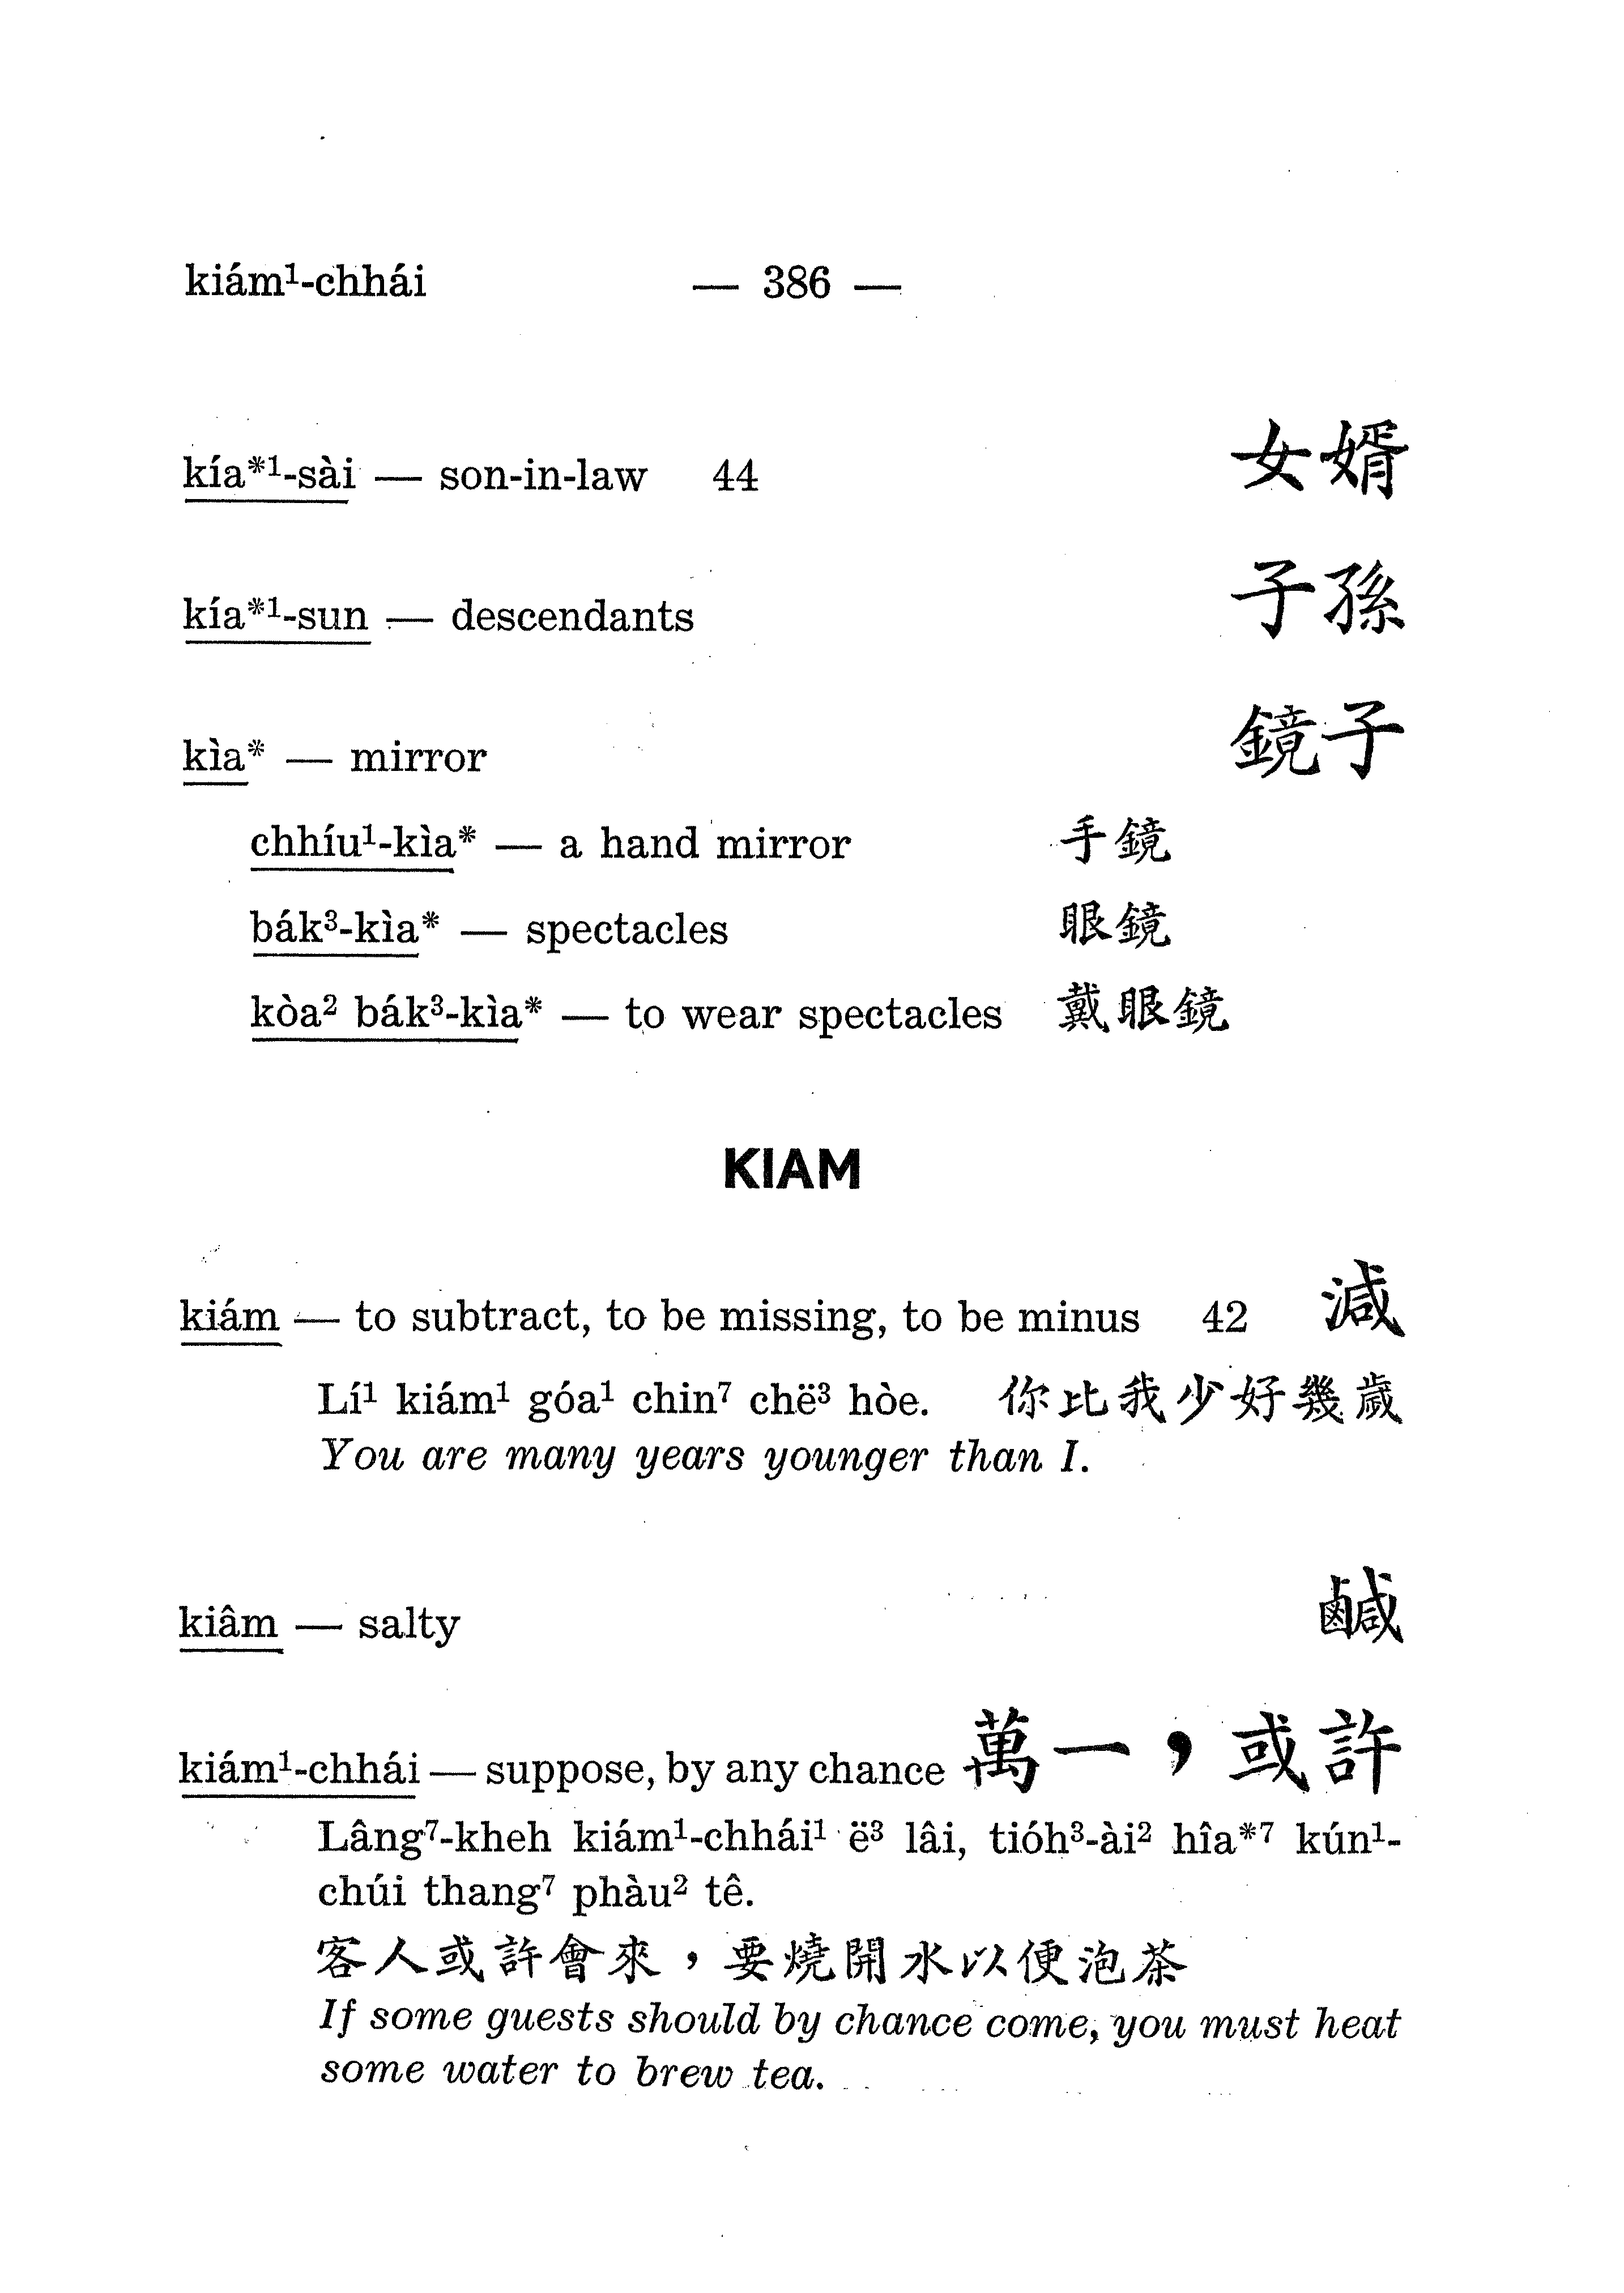 kiám¹-chhái — 386 —
kía*¹-sài — son-in-law 44 女婿
kía*¹-sun — descendants 子孫
kìa* — mirror 鏡子
chhíu¹-kìa* — a hand mirror 手鏡
bák³-kìa* — spectacles 眼鏡
kòa² bák³-kìa* — to wear spectacles 戴眼鏡
KIAM
kiám — to subtract, to be missing, to be minus 42 減
Lí¹ kiám¹ góa¹ chin⁷ chë³ hòe. 你比我少好幾歲
You are many years younger than I.
kiâm — salty 鹹
kiám¹-chhái — suppose, by any chance 萬一，或許
Lâng⁷-kheh kiám¹-chhái¹ ë³ lâi, tióh³-ài² hîa*⁷ kún¹-
chúi thang⁷ phàu² tê.
客人或許會來，要燒開水以便泡茶
If some guests should by chance come, you must heat
some water to brew tea.